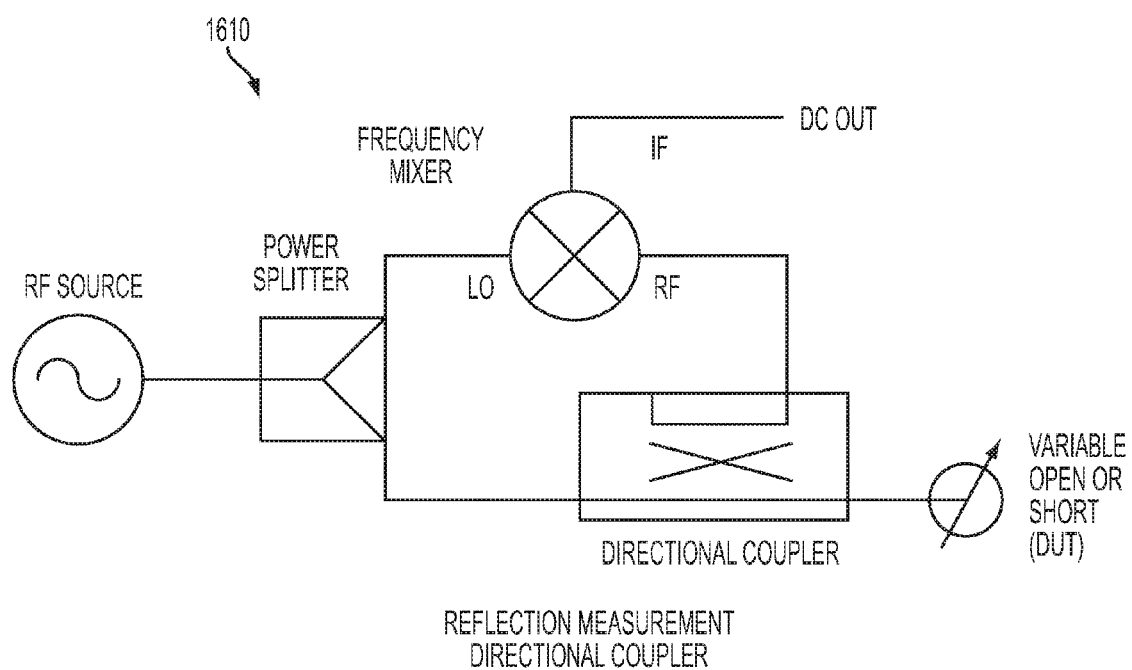 1610
DC OUT
FREQUENCY
MIXER
IF
POWER
SPLITTER
RF SOURCE
LO
RF
VARIABLE
OPEN OR
SHORT
(DUT)
DIRECTIONAL COUPLER
REFLECTION MEASUREMENT
DIRECTIONAL COUPLER